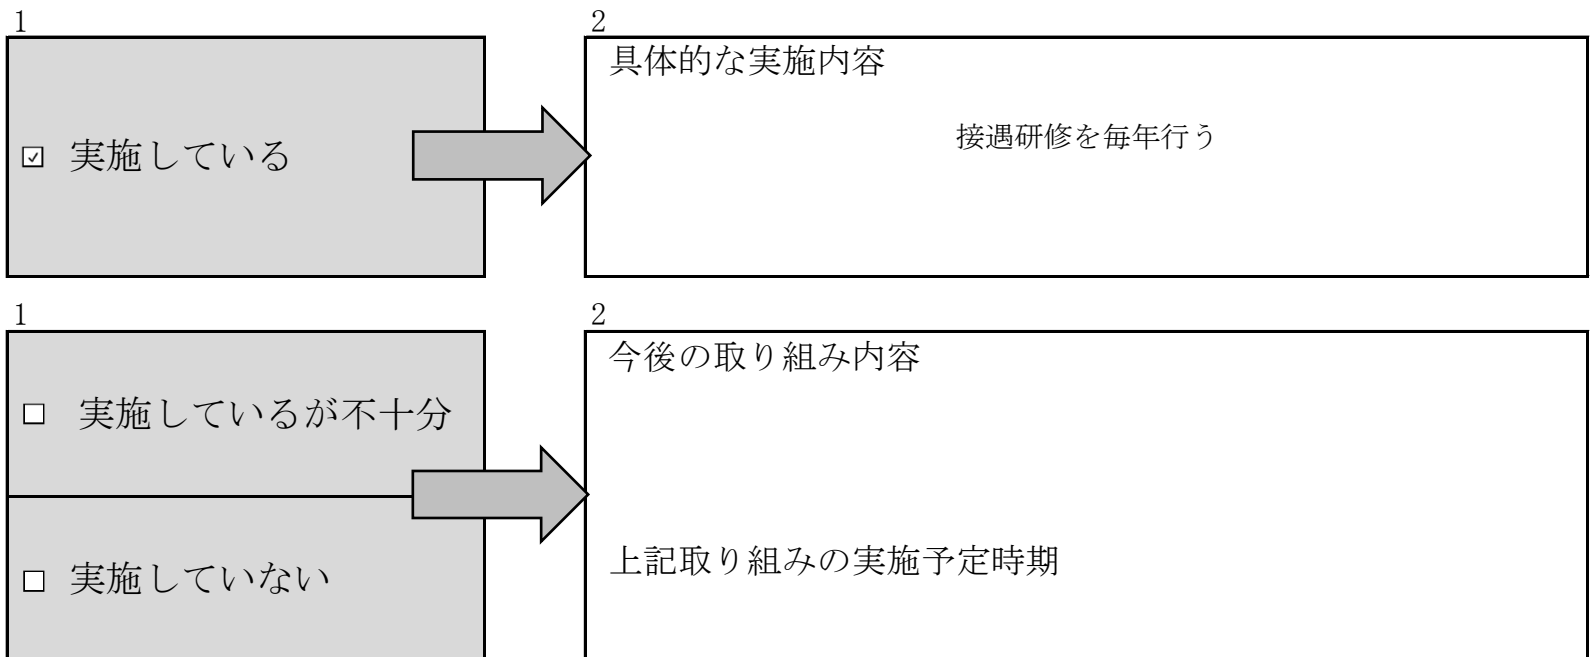 1
2
☑ 実施している
具体的な実施内容
接遇研修を毎年行う
1
2
□ 実施しているが不十分
□ 実施していない
今後の取り組み内容
上記取り組みの実施予定時期